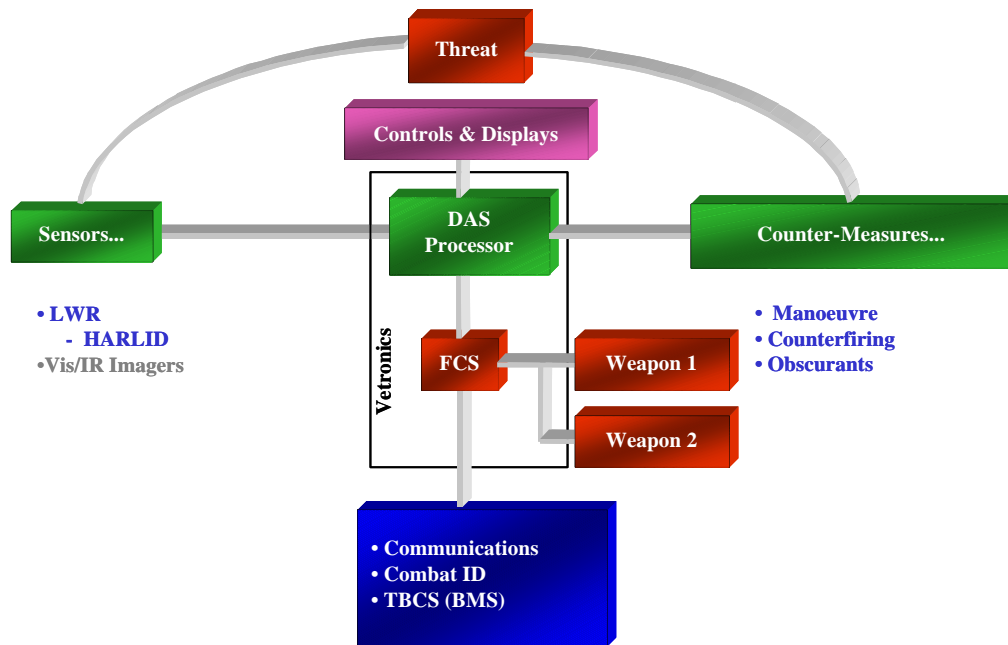 Threat
Controls & Displays
Sensors...
DAS
Processor
Counter-Measures...
• LWR
- HARLID
• Vis/IR Imagers
Vetronics
FCS
Weapon 1
Weapon 2
• Manoeuvre
• Counterfiring
• Obscurants
• Communications
• Combat ID
• TBCS (BMS)